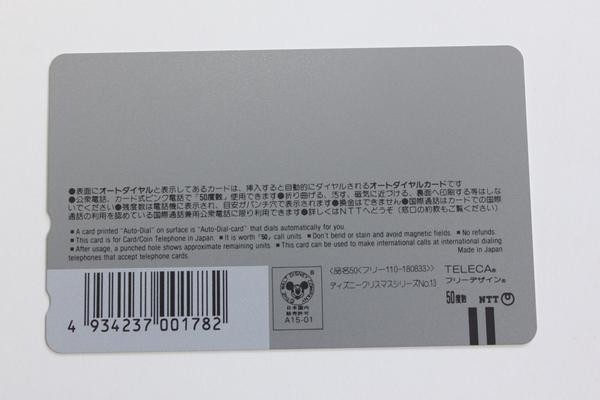 ●表面にオートダイヤルと表示してあるカードは、挿入すると自動的にダイヤルされるオートダイヤルカードです
●公衆電話、カード式ピンク電話で「50度数」使用できます●折り曲げる、汚す、磁気に近づける、裏面へ印刷する等はしな
いでください●残度数は電話機に表示され、目安がパンチ穴で表示されます●換金はできません●国際通話はカードでの国際
通話の利用を認めている国際通話兼用公衆電話に限り利用できます●詳しくはNTTへどうぞ(窓口の約款もご覧ください)
■ A card printed "Auto-Dial" on surface is "Auto-Dial-card" that dials automatically for you.
■ This card is for Card/Coin Telephone in Japan. ■ It is worth「50」call units. ■ Don't bend or stain and avoid magnetic fields. ■ No refunds.
■ After usage, a punched hole shows approximate remaining units. ■ This card can be used to make international calls at international dialing
telephones that accept telephone cards.
Made in Japan
4 934237 001782
WALT DISNEY COMPANY
日本国内
販売許可
A15-01
〈品名50〈フリー110-180833〉〉
ディズニークリスマスシリーズNo.13
TELECA®
フリーデザイン®
50度数 NTT